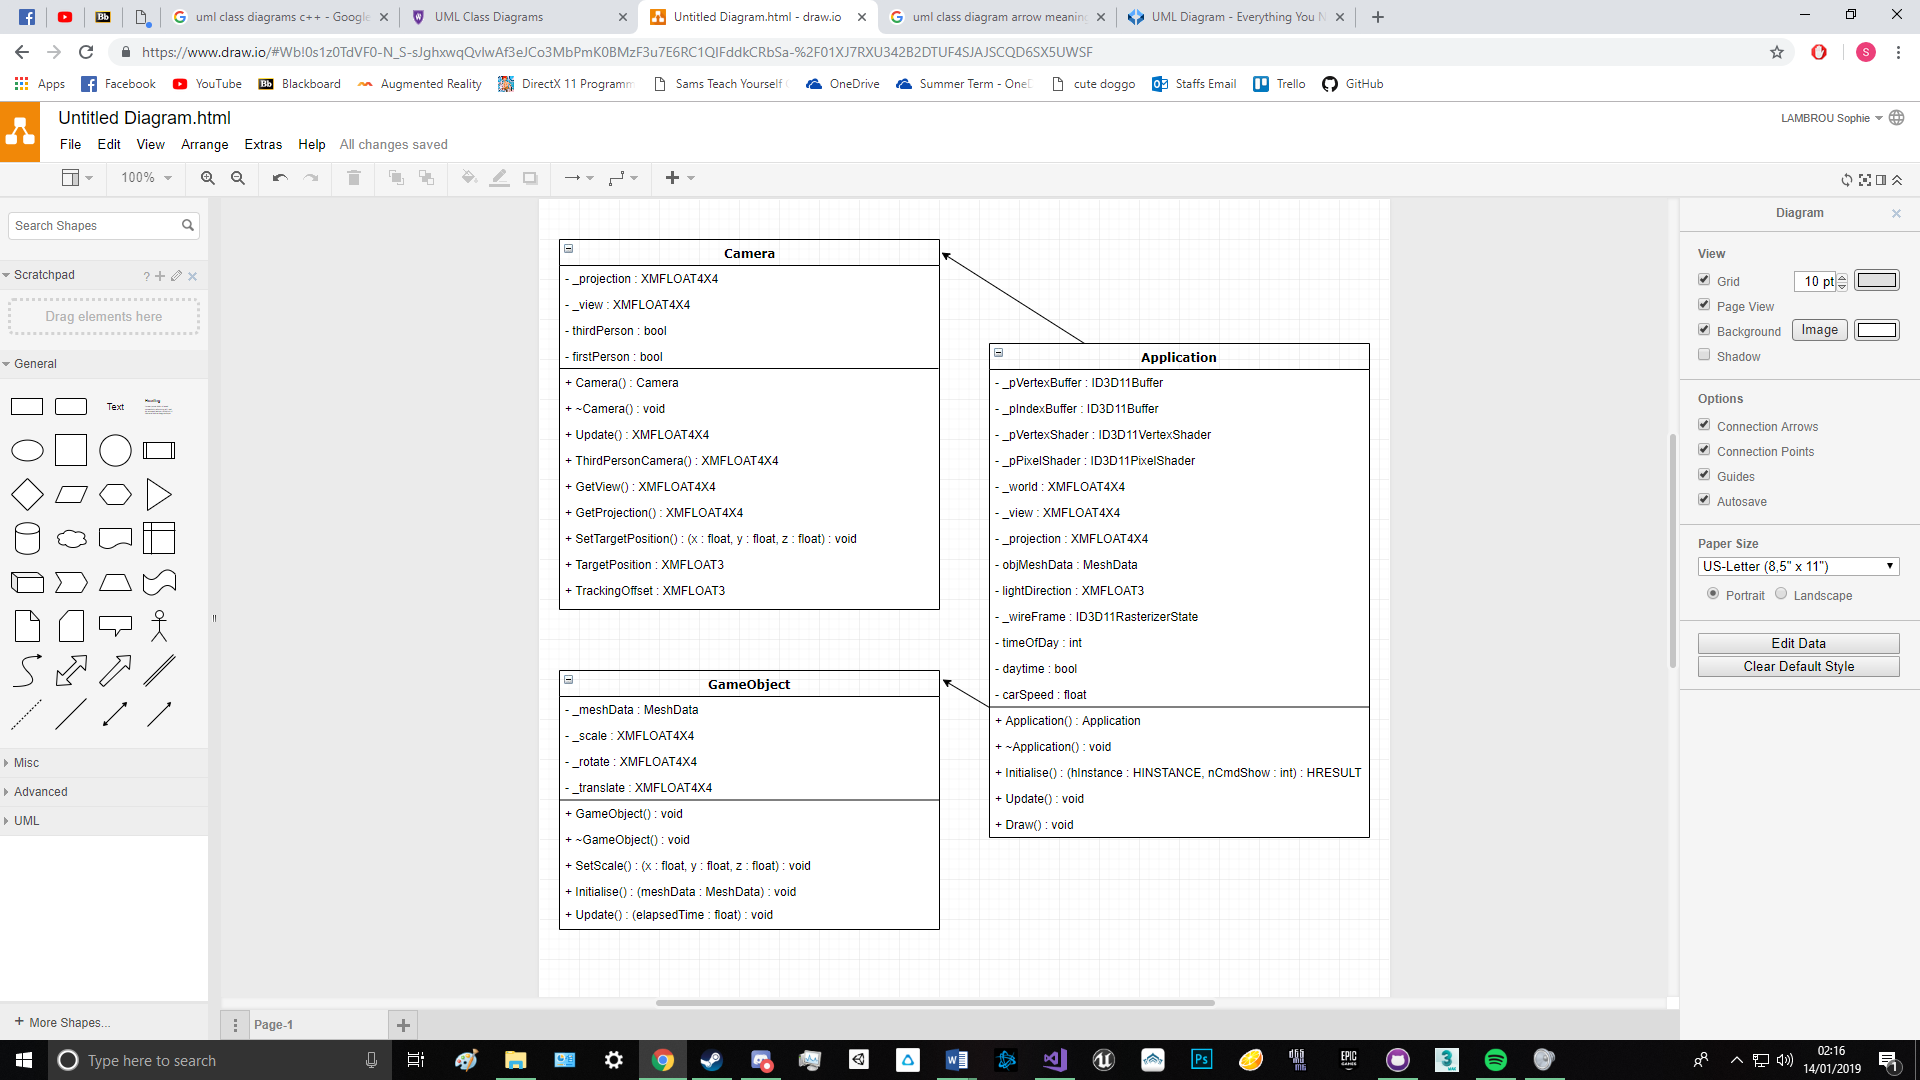 uml class diagrams c++ - Google
UML Class Diagrams
Untitled Diagram.html - draw.io
uml class diagram arrow meaning
UML Diagram - Everything You N
https://www.draw.io/#Wb!0s1z0TdVF0-N_S-sJghxwqQvlwAf3eJCo3MbPmK0BMzF3u7E6RC1QIFddkCRbSa-%2F01XJ7RXU342B2DTUF4SJAJSCQD6SX5UWSF
S
Apps
Facebook
YouTube
Bb Blackboard
Augmented Reality
DirectX 11 Programm
Sams Teach Yourself
OneDrive
Summer Term - OneD
cute doggo
Staffs Email
Trello
GitHub
Untitled Diagram.html
LAMBROU Sophie
File Edit View Arrange Extras Help All changes saved
100%
Search Shapes
Scratchpad
Drag elements here
General
Text
Heading
Misc
Advanced
UML
+ More Shapes...
Camera
- _projection : XMFLOAT4X4
- _view : XMFLOAT4X4
- thirdPerson : bool
- firstPerson : bool
+ Camera() : Camera
+ ~Camera() : void
+ Update() : XMFLOAT4X4
+ ThirdPersonCamera() : XMFLOAT4X4
+ GetView() : XMFLOAT4X4
+ GetProjection() : XMFLOAT4X4
+ SetTargetPosition() : (x : float, y : float, z : float) : void
+ TargetPosition : XMFLOAT3
+ TrackingOffset : XMFLOAT3
GameObject
- _meshData : MeshData
- _scale : XMFLOAT4X4
- _rotate : XMFLOAT4X4
- _translate : XMFLOAT4X4
+ GameObject() : void
+ ~GameObject() : void
+ SetScale() : (x : float, y : float, z : float) : void
+ Initialise() : (meshData : MeshData) : void
+ Update() : (elapsedTime : float) : void
Application
- _pVertexBuffer : ID3D11Buffer
- _pIndexBuffer : ID3D11Buffer
- _pVertexShader : ID3D11VertexShader
- _pPixelShader : ID3D11PixelShader
- _world : XMFLOAT4X4
- _view : XMFLOAT4X4
- _projection : XMFLOAT4X4
- objMeshData : MeshData
- lightDirection : XMFLOAT3
- _wireFrame : ID3D11RasterizerState
- timeOfDay : int
- daytime : bool
- carSpeed : float
+ Application() : Application
+ ~Application() : void
+ Initialise() : (hInstance : HINSTANCE, nCmdShow : int) : HRESULT
+ Update() : void
+ Draw() : void
Diagram
View
Grid 10 pt
Page View
Background Image
Shadow
Options
Connection Arrows
Connection Points
Guides
Autosave
Paper Size
US-Letter (8,5" x 11")
Portrait Landscape
Edit Data
Clear Default Style
Page-1
Type here to search
02:16
14/01/2019